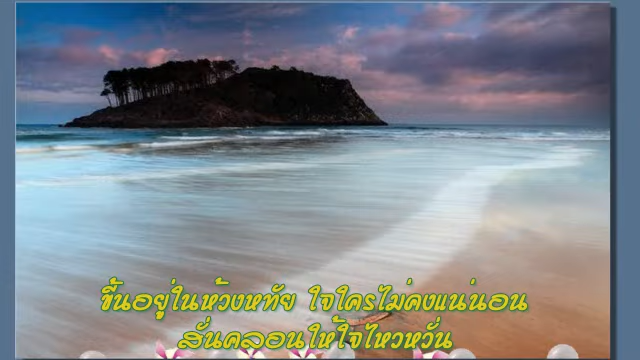 ขึ้นอยู่ในห้วงหทัย ใจใครไม่คงแน่นอน
สั่นคลอนให้ใจไหวหวั่น